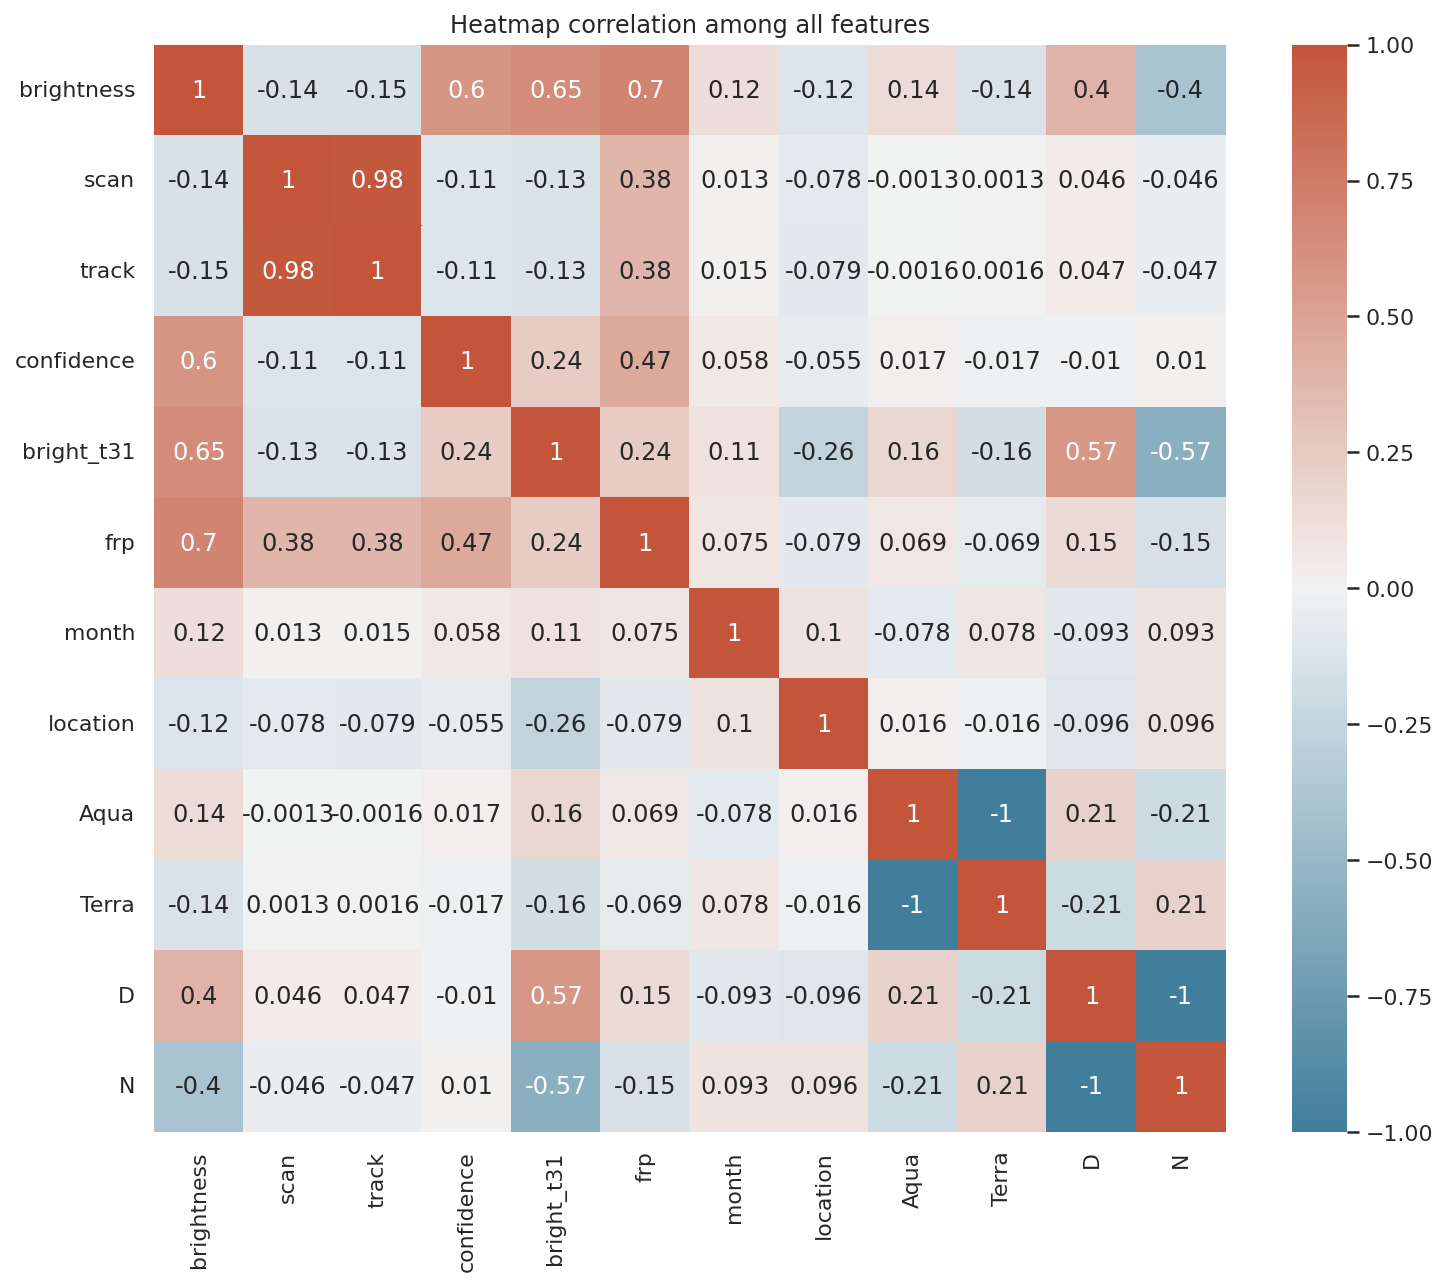 Heatmap correlation among all features
brightness 1 -0.14 -0.15 0.6 0.65 0.7 0.12 -0.12 0.14 -0.14 0.4 -0.4
scan -0.14 1 0.98 -0.11 -0.13 0.38 0.013 -0.078 -0.0013 0.0013 0.046 -0.046
track -0.15 0.98 1 -0.11 -0.13 0.38 0.015 -0.079 -0.0016 0.0016 0.047 -0.047
confidence 0.6 -0.11 -0.11 1 0.24 0.47 0.058 -0.055 0.017 -0.017 -0.01 0.01
bright_t31 0.65 -0.13 -0.13 0.24 1 0.24 0.11 -0.26 0.16 -0.16 0.57 -0.57
frp 0.7 0.38 0.38 0.47 0.24 1 0.075 -0.079 0.069 -0.069 0.15 -0.15
month 0.12 0.013 0.015 0.058 0.11 0.075 1 0.1 -0.078 0.078 -0.093 0.093
location -0.12 -0.078 -0.079 -0.055 -0.26 -0.079 0.1 1 0.016 -0.016 -0.096 0.096
Aqua 0.14 -0.0013 -0.0016 0.017 0.16 0.069 -0.078 0.016 1 -1 0.21 -0.21
Terra -0.14 0.0013 0.0016 -0.017 -0.16 -0.069 0.078 -0.016 -1 1 -0.21 0.21
D 0.4 0.046 0.047 -0.01 0.57 0.15 -0.093 -0.096 0.21 -0.21 1 -1
N -0.4 -0.046 -0.047 0.01 -0.57 -0.15 0.093 0.096 -0.21 0.21 -1 1
brightness scan track confidence bright_t31 frp month location Aqua Terra D N
1.00
0.75
0.50
0.25
0.00
−0.25
−0.50
−0.75
−1.00